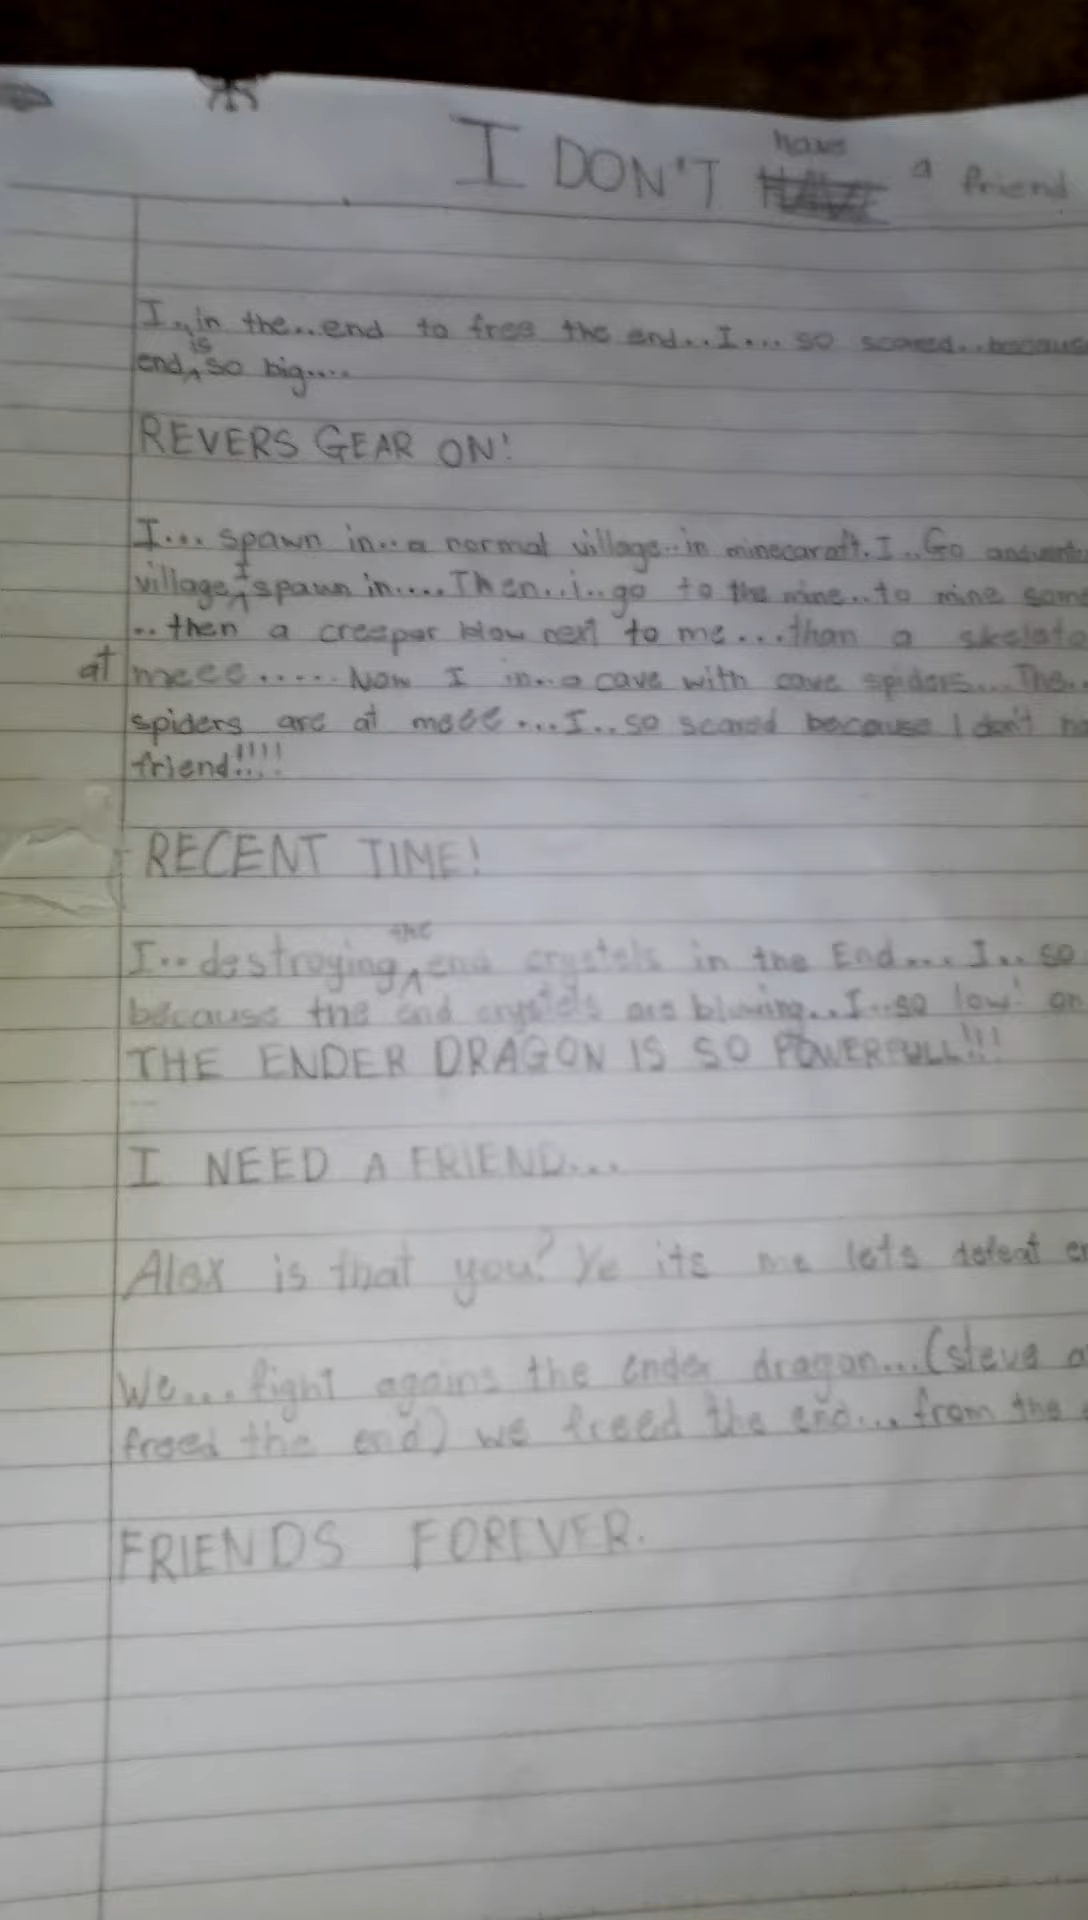 I DON'T have a friend
I.. in the..end to free the end..I... so scared..becaus
end is so big....
REVERS GEAR ON!
I... spawn in..a normal village..in minecaraft.I..Go
village I spawn in.... Then..i..go to the mine..to mine som
..then a creeper blow next to me...than a skeleto
at meee..... Now I in..a cave with cave spiders...The..
spiders are at meee...I..so scared because I don't ha
friend!!!!
RECENT TIME!
I..destroying the end crystels in the End... I.. so
because the end crystels are blowing..I..so low! an
THE ENDER DRAGON IS SO POWERFULL!!!
I NEED A FRIEND...
Alex is that you? Ye its me lets defeat en
We.... fight agains the ender dragon...(steve a
freed the end) we freed the end... from the
FRIENDS FOREVER.